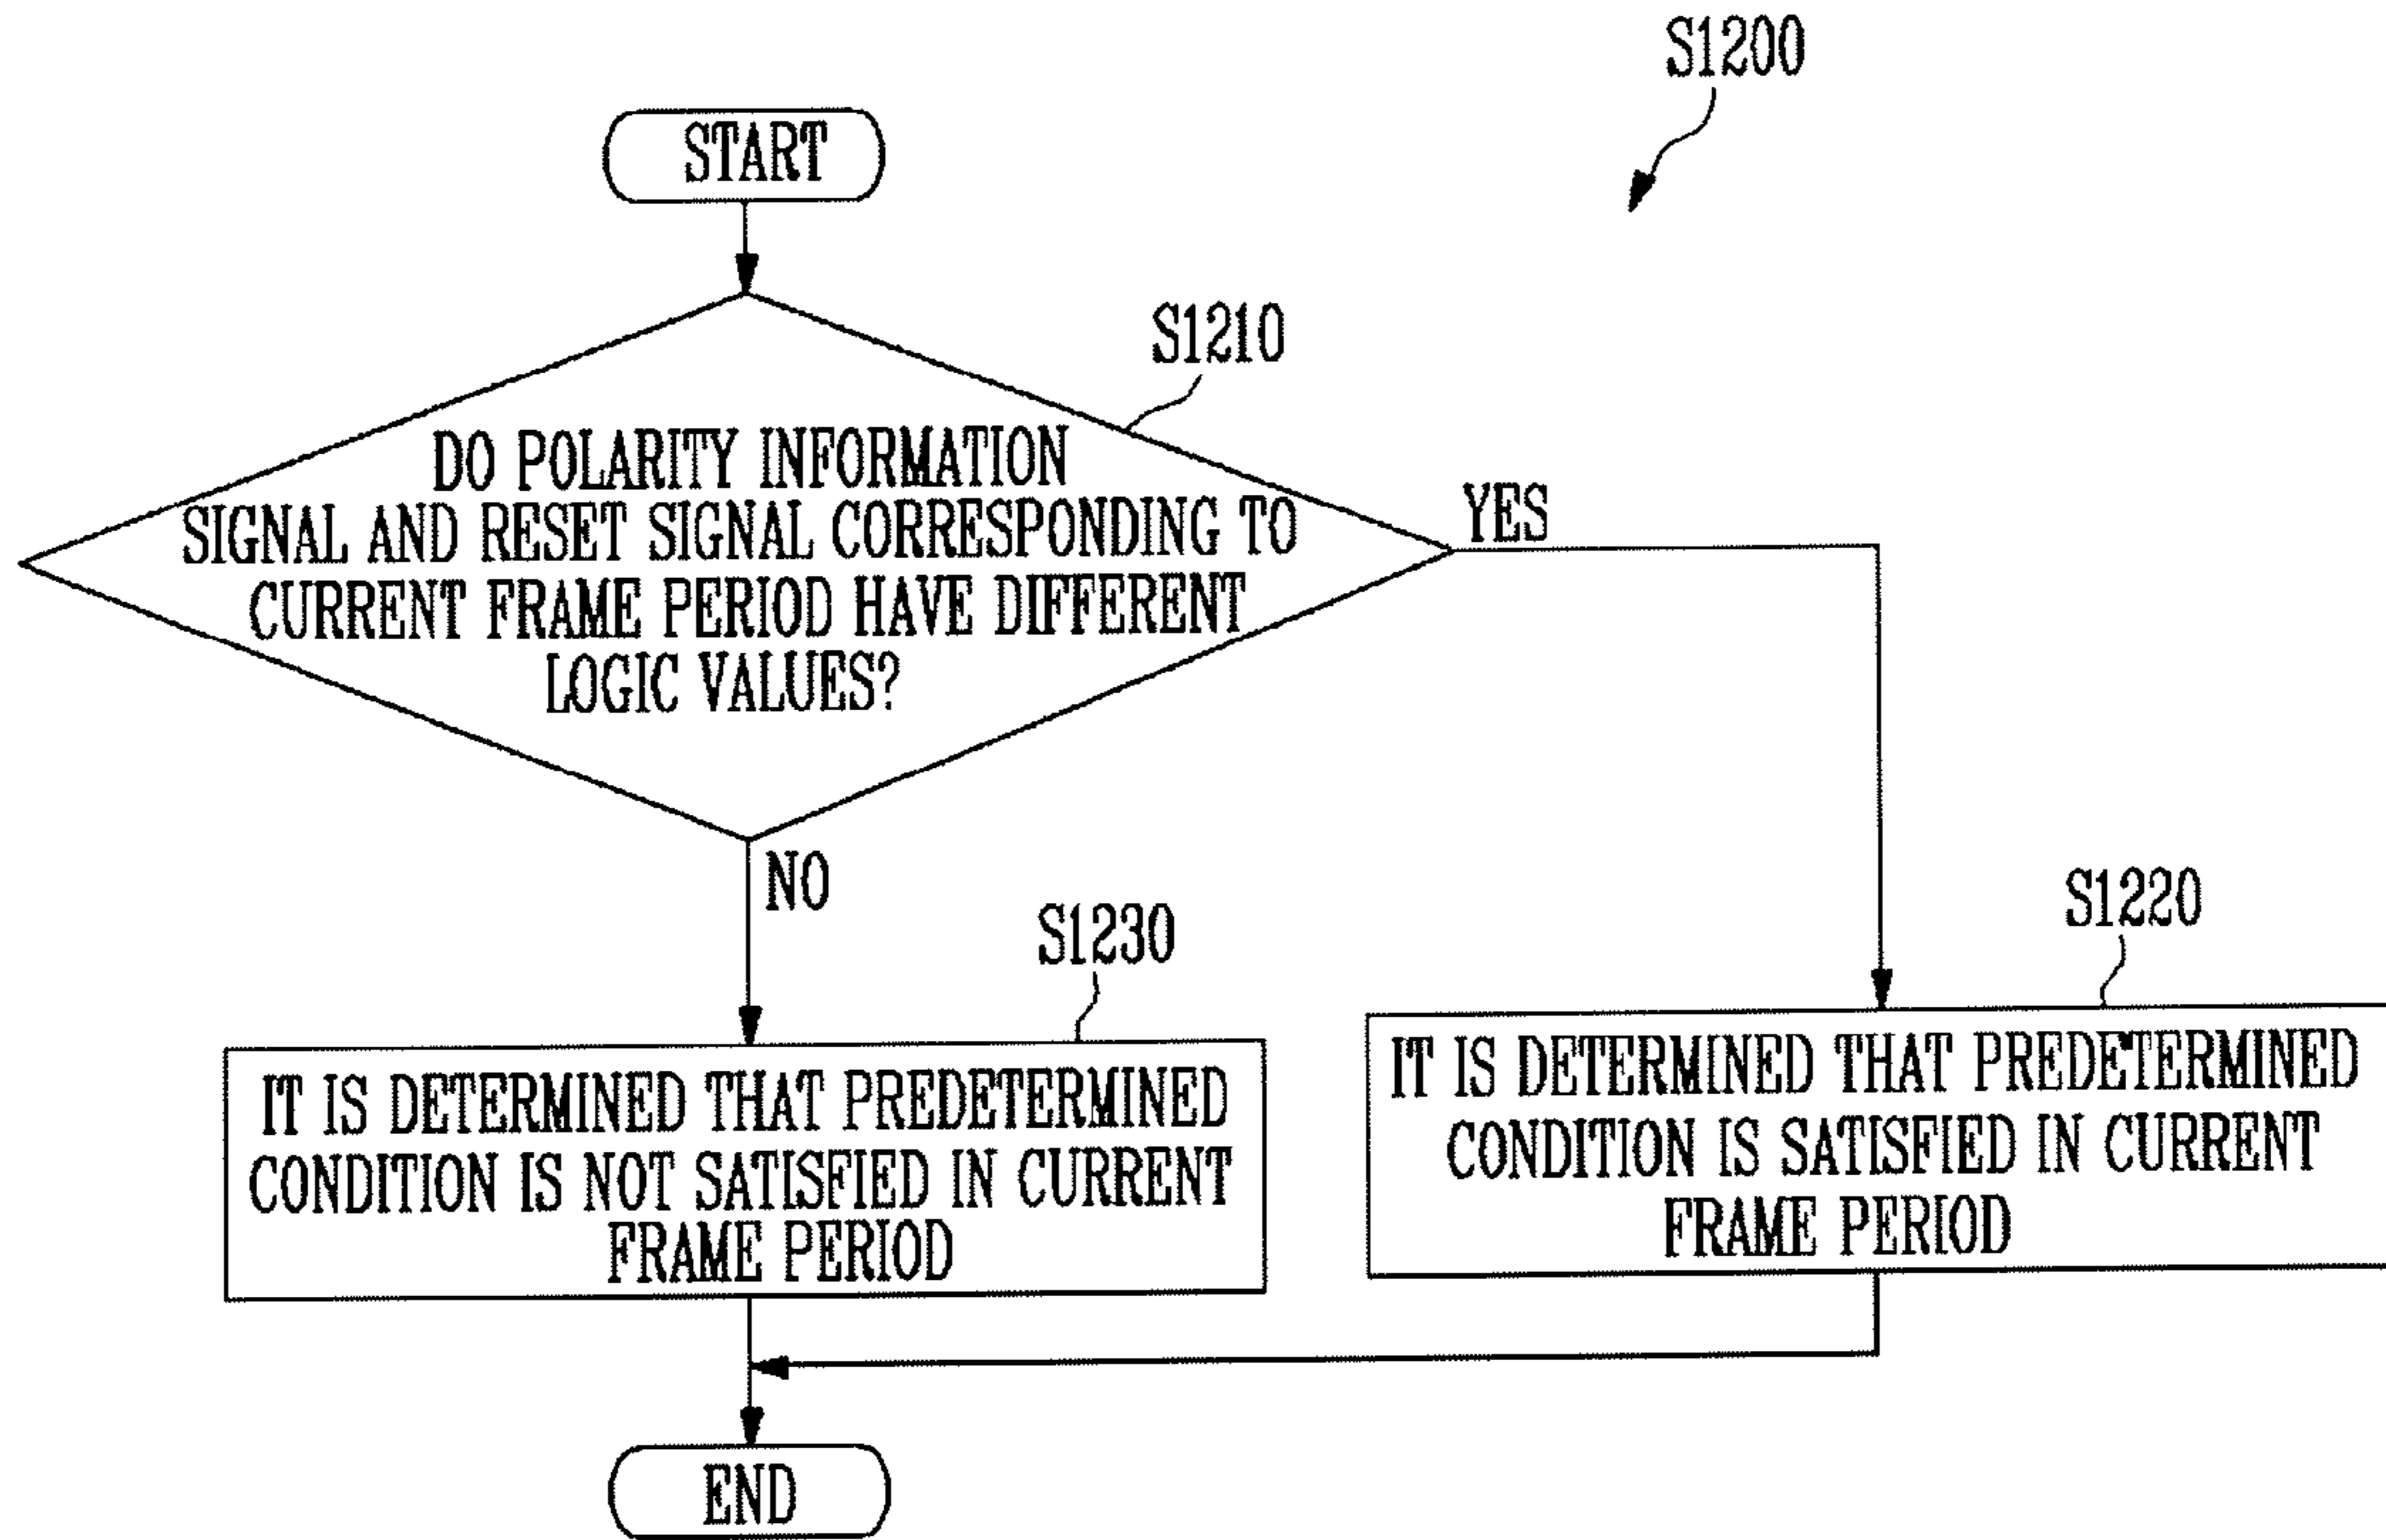 S1200
START
S1210
DO POLARITY INFORMATION
SIGNAL AND RESET SIGNAL CORRESPONDING TO
CURRENT FRAME PERIOD HAVE DIFFERENT
LOGIC VALUES?
YES
NO
S1230
IT IS DETERMINED THAT PREDETERMINED
CONDITION IS NOT SATISFIED IN CURRENT
FRAME PERIOD
S1220
IT IS DETERMINED THAT PREDETERMINED
CONDITION IS SATISFIED IN CURRENT
FRAME PERIOD
END